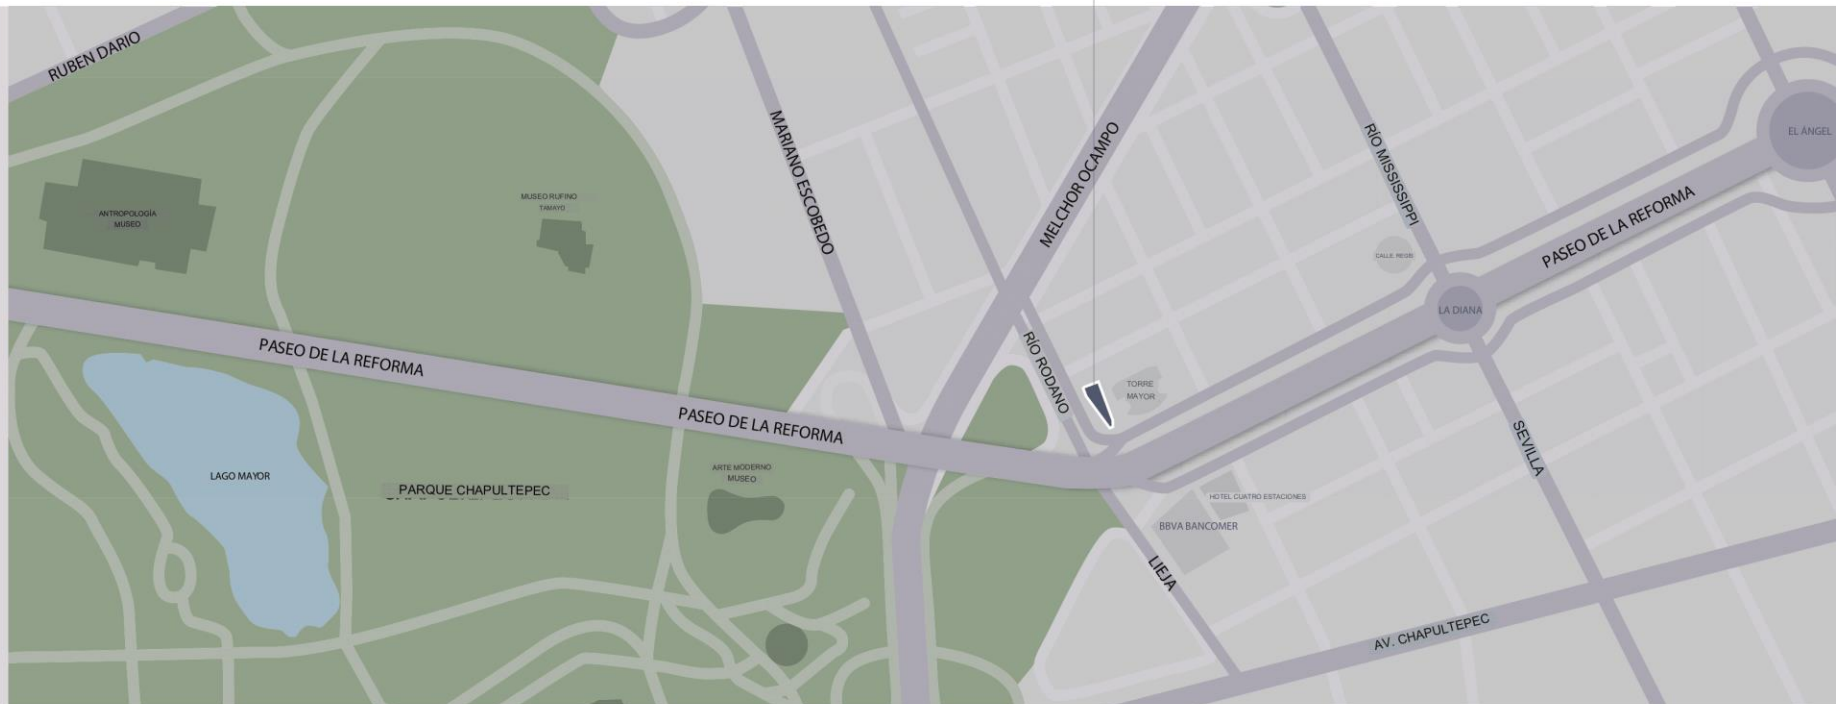 RUBEN DARIO
MARIANO ESCOBEDO
MELCHOR OCAMPO
RÍO MISSISSIPPI
EL ÁNGEL
ANTROPOLOGÍA
MUSEO
MUSEO RUFINO
TAMAYO
PASEO DE LA REFORMA
CALLE REGIS
LA DIANA
PASEO DE LA REFORMA
RÍO RODANO
TORRE
MAYOR
PASEO DE LA REFORMA
LAGO MAYOR
PARQUE CHAPULTEPEC
ARTE MODERNO
MUSEO
SEVILLA
HOTEL CUATRO ESTACIONES
BBVA BANCOMER
LIEJA
AV. CHAPULTEPEC